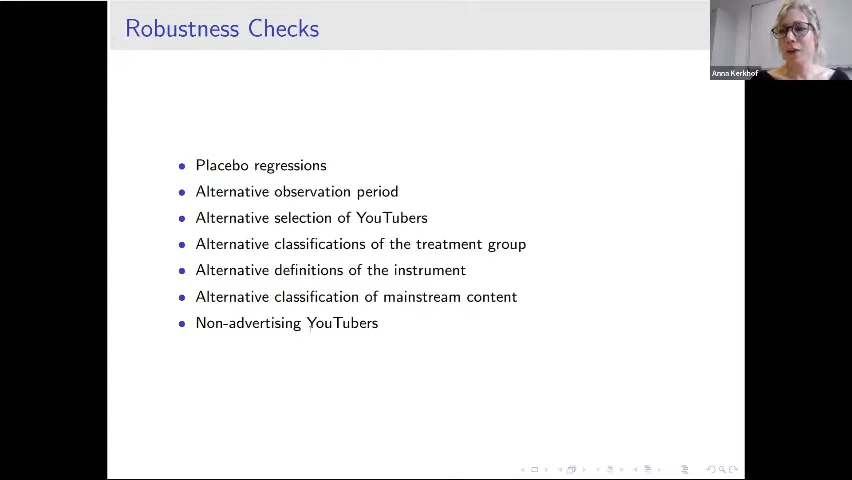 Robustness Checks
Anna Kerkhof
Placebo regressions
Alternative observation period
Alternative selection of YouTubers
Alternative classifications of the treatment group
Alternative definitions of the instrument
Alternative classification of mainstream content
Non-advertising YouTubers